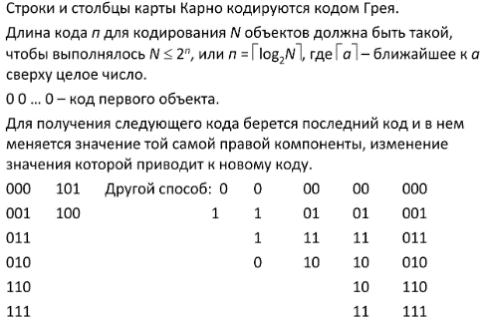 Строки и столбцы карты Карно кодируются кодом Грея.
Длина кода n для кодирования N объектов должна быть такой,
чтобы выполнялось N ≤ 2ⁿ, или n = ⌈log₂N⌉, где ⌈a⌉ – ближайшее к a
сверху целое число.
0 0 ... 0 – код первого объекта.
Для получения следующего кода берется последний код и в нем
меняется значение той самой правой компоненты, изменение
значения которой приводит к новому коду.
000 101 Другой способ: 0 0 00 00 000
001 100 1 1 01 01 001
011 1 11 11 011
010 0 10 10 010
110 10 110
111 11 111